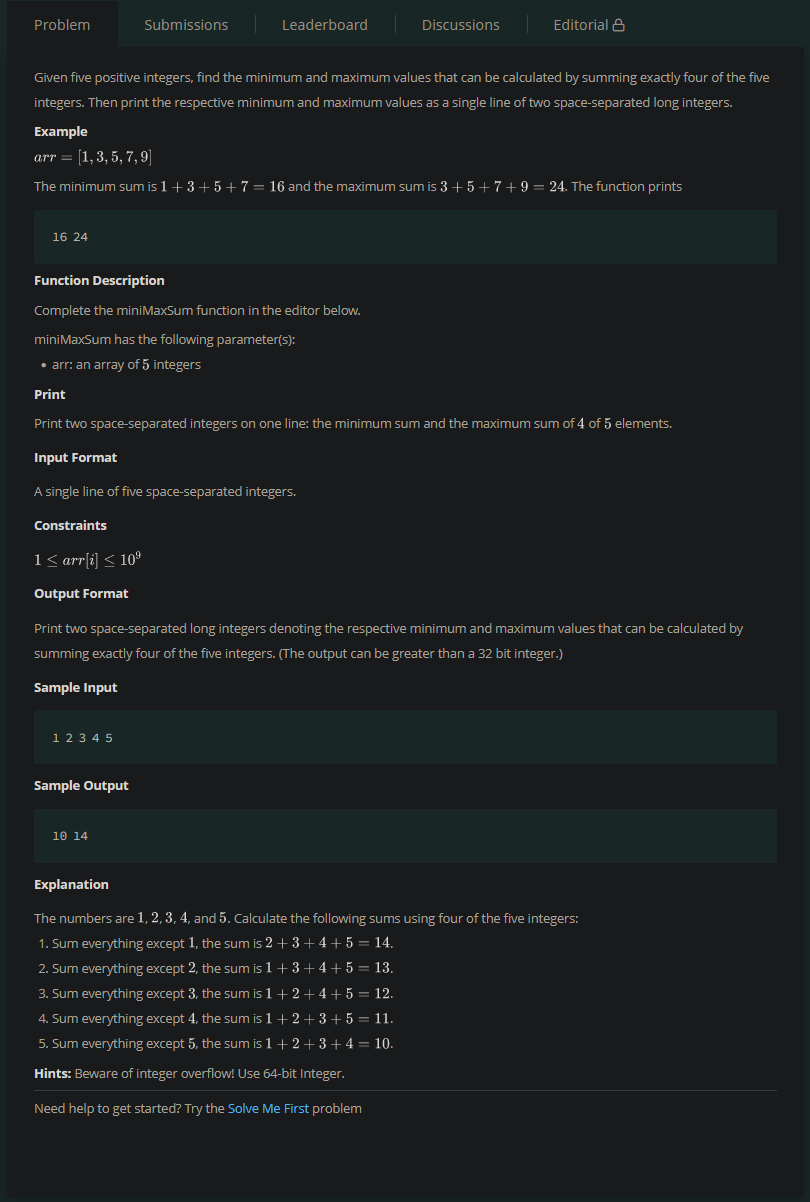 Problem
Submissions
Leaderboard
Discussions
Editorial
Given five positive integers, find the minimum and maximum values that can be calculated by summing exactly four of the five
integers. Then print the respective minimum and maximum values as a single line of two space-separated long integers.
Example
arr = [1, 3, 5, 7, 9]
The minimum sum is 1 + 3 + 5 + 7 = 16 and the maximum sum is 3 + 5 + 7 + 9 = 24. The function prints
16 24
Function Description
Complete the miniMaxSum function in the editor below.
miniMaxSum has the following parameter(s):
• arr: an array of 5 integers
Print
Print two space-separated integers on one line: the minimum sum and the maximum sum of 4 of 5 elements.
Input Format
A single line of five space-separated integers.
Constraints
1 ≤ arr[i] ≤ 10⁹
Output Format
Print two space-separated long integers denoting the respective minimum and maximum values that can be calculated by
summing exactly four of the five integers. (The output can be greater than a 32 bit integer.)
Sample Input
1 2 3 4 5
Sample Output
10 14
Explanation
The numbers are 1, 2, 3, 4, and 5. Calculate the following sums using four of the five integers:
1. Sum everything except 1, the sum is 2 + 3 + 4 + 5 = 14.
2. Sum everything except 2, the sum is 1 + 3 + 4 + 5 = 13.
3. Sum everything except 3, the sum is 1 + 2 + 4 + 5 = 12.
4. Sum everything except 4, the sum is 1 + 2 + 3 + 5 = 11.
5. Sum everything except 5, the sum is 1 + 2 + 3 + 4 = 10.
Hints: Beware of integer overflow! Use 64-bit Integer.
Need help to get started? Try the Solve Me First problem